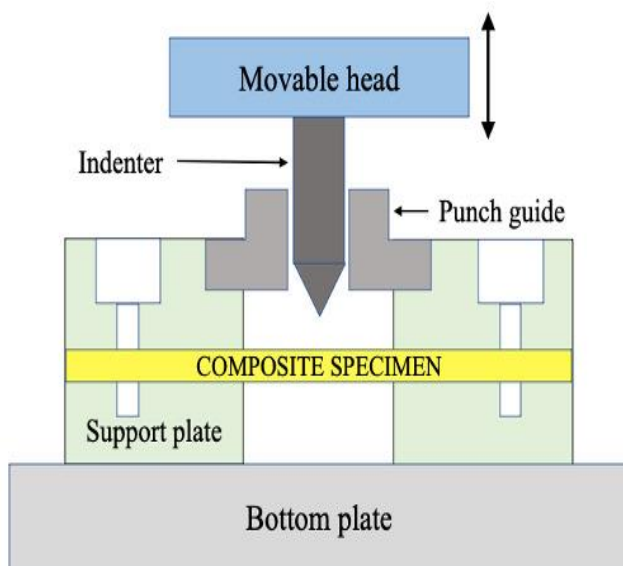 Movable head
Indenter
Punch guide
COMPOSITE SPECIMEN
Support plate
Bottom plate